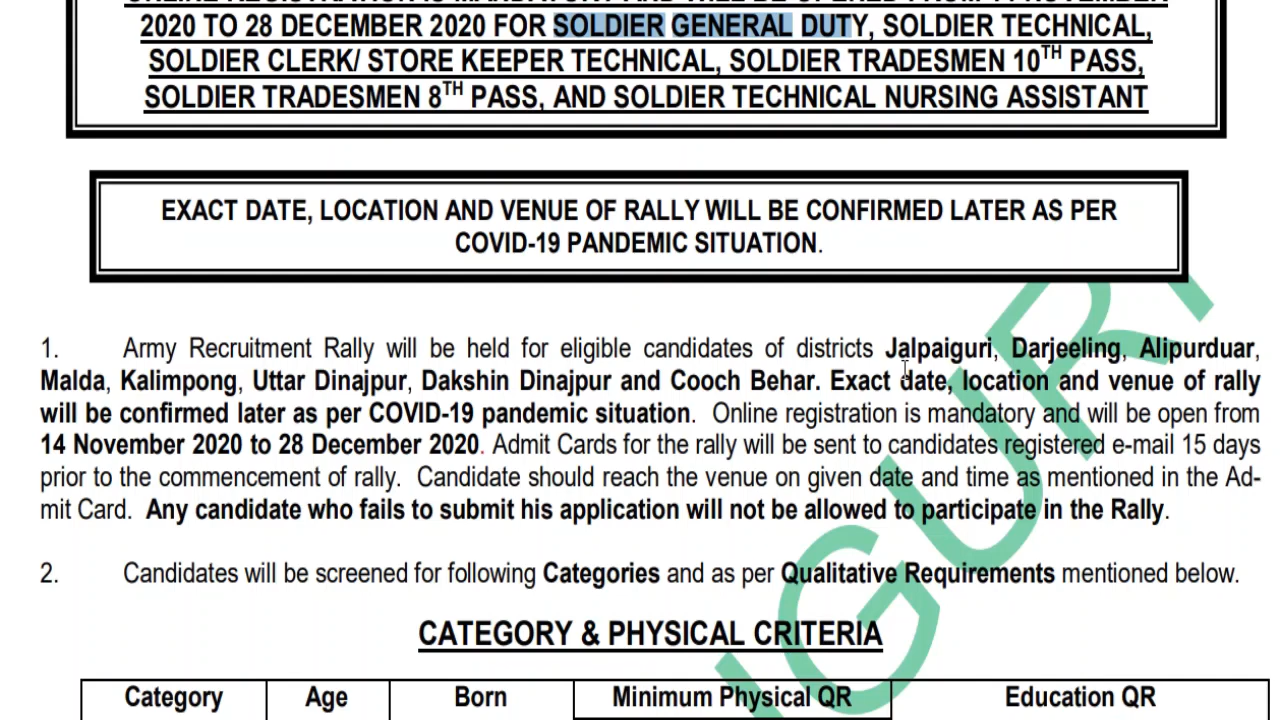 2020 TO 28 DECEMBER 2020 FOR SOLDIER GENERAL DUTY, SOLDIER TECHNICAL,
SOLDIER CLERK/ STORE KEEPER TECHNICAL, SOLDIER TRADESMEN 10TH PASS,
SOLDIER TRADESMEN 8TH PASS, AND SOLDIER TECHNICAL NURSING ASSISTANT
EXACT DATE, LOCATION AND VENUE OF RALLY WILL BE CONFIRMED LATER AS PER
COVID-19 PANDEMIC SITUATION.
1. Army Recruitment Rally will be held for eligible candidates of districts Jalpaiguri, Darjeeling, Alipurduar,
Malda, Kalimpong, Uttar Dinajpur, Dakshin Dinajpur and Cooch Behar. Exact date, location and venue of rally
will be confirmed later as per COVID-19 pandemic situation. Online registration is mandatory and will be open from
14 November 2020 to 28 December 2020. Admit Cards for the rally will be sent to candidates registered e-mail 15 days
prior to the commencement of rally. Candidate should reach the venue on given date and time as mentioned in the Ad-
mit Card. Any candidate who fails to submit his application will not be allowed to participate in the Rally.
2. Candidates will be screened for following Categories and as per Qualitative Requirements mentioned below.
CATEGORY & PHYSICAL CRITERIA
Category Age Born Minimum Physical QR Education QR